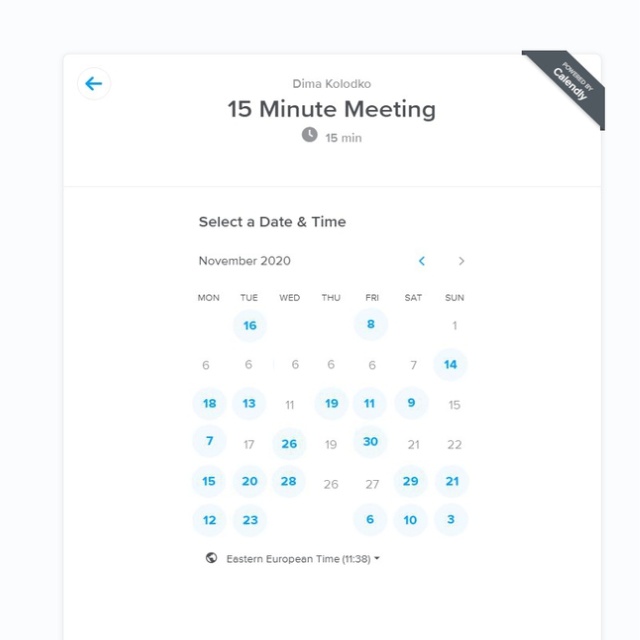 POWERED BY
Calendly
Dima Kolodko
15 Minute Meeting
15 min
Select a Date & Time
November 2020
MON TUE WED THU FRI SAT SUN
16 8 1
6 6 6 6 6 7 14
18 13 11 19 11 9 15
7 17 26 19 30 21 22
15 20 28 26 27 29 21
12 23 6 10 3
Eastern European Time (11:38)